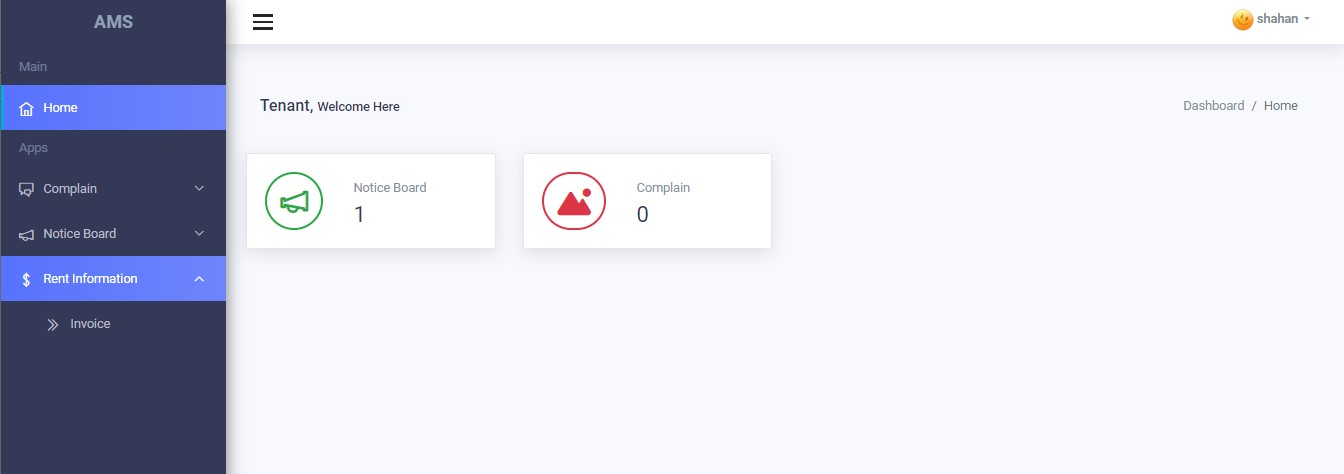 AMS
shahan
Main
Home
Apps
Complain
Notice Board
Rent Information
Invoice
Tenant, Welcome Here
Dashboard / Home
Notice Board
1
Complain
0